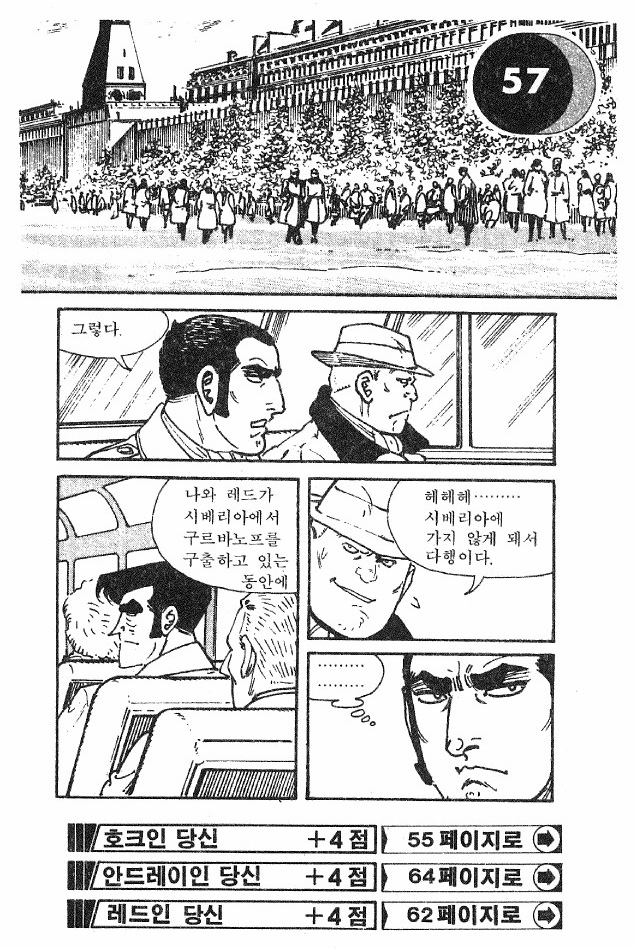 57
그렇다.
나와 레드가
시베리아에서
구르바노프를
구출하고 있는
동안에
헤헤헤………
시베리아에
가지 않게 돼서
다행이다.
………
………
호크인 당신 +4점 55페이지로
안드레이인 당신 +4점 64페이지로
레드인 당신 +4점 62페이지로